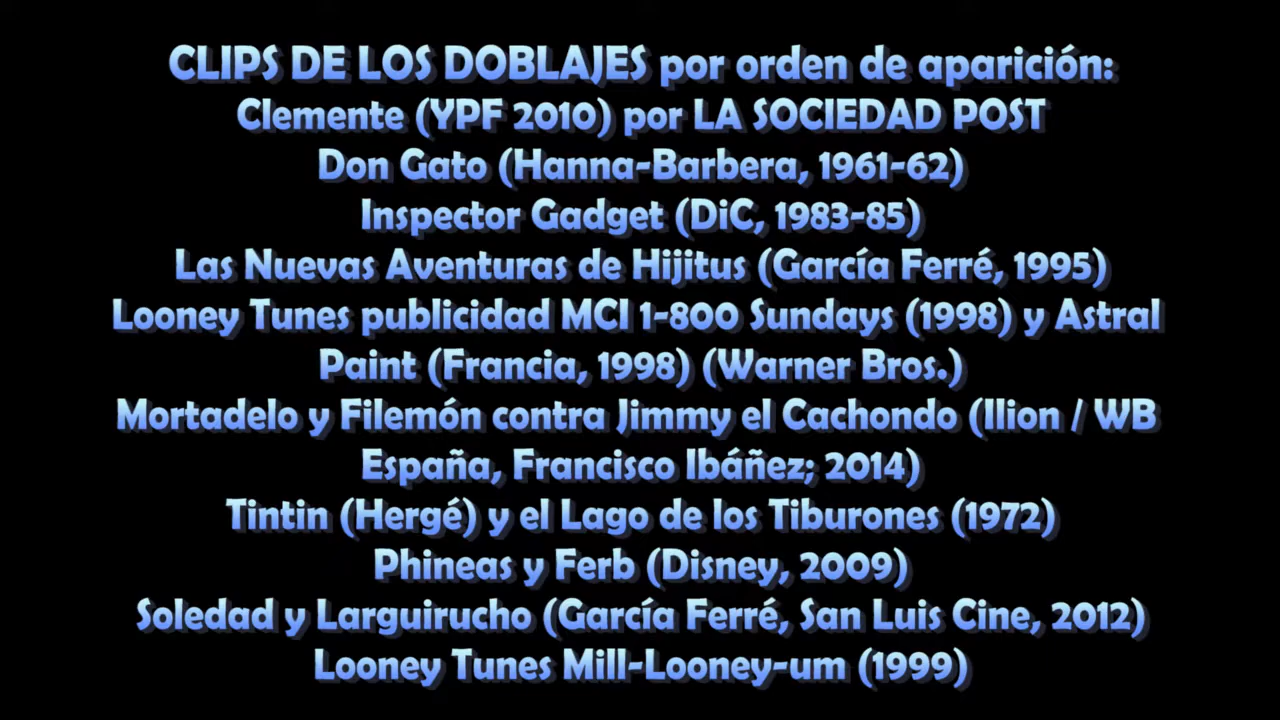 CLIPS DE LOS DOBLAJES por orden de aparición:
Clemente (YPF 2010) por LA SOCIEDAD POST
Don Gato (Hanna-Barbera, 1961-62)
Inspector Gadget (DiC, 1983-85)
Las Nuevas Aventuras de Hijitus (García Ferré, 1995)
Looney Tunes publicidad MCI 1-800 Sundays (1998) y Astral
Paint (Francia, 1998) (Warner Bros.)
Mortadelo y Filemón contra Jimmy el Cachondo (Ilion / WB
España, Francisco Ibáñez; 2014)
Tintin (Hergé) y el Lago de los Tiburones (1972)
Phineas y Ferb (Disney, 2009)
Soledad y Larguirucho (García Ferré, San Luis Cine, 2012)
Looney Tunes Mill-Looney-um (1999)